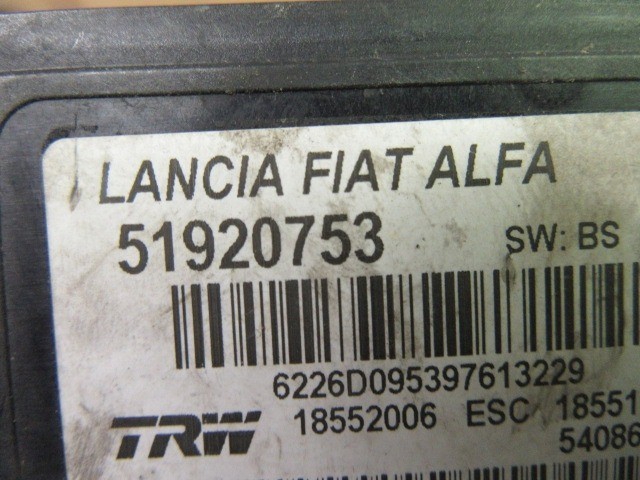 LANCIA FIAT ALFA
51920753 SW: BS
6226D095397613229
TRW 18552006 ESC 18551
54086